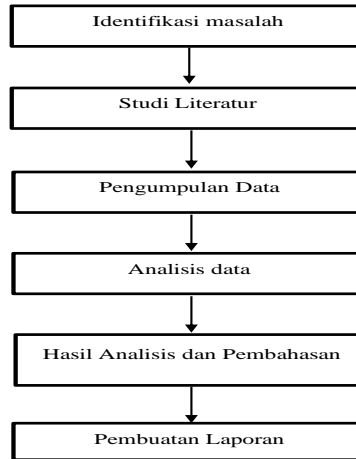 Identifikasi masalah
Studi Literatur
Pengumpulan Data
Analisis data
Hasil Analisis dan Pembahasan
Pembuatan Laporan